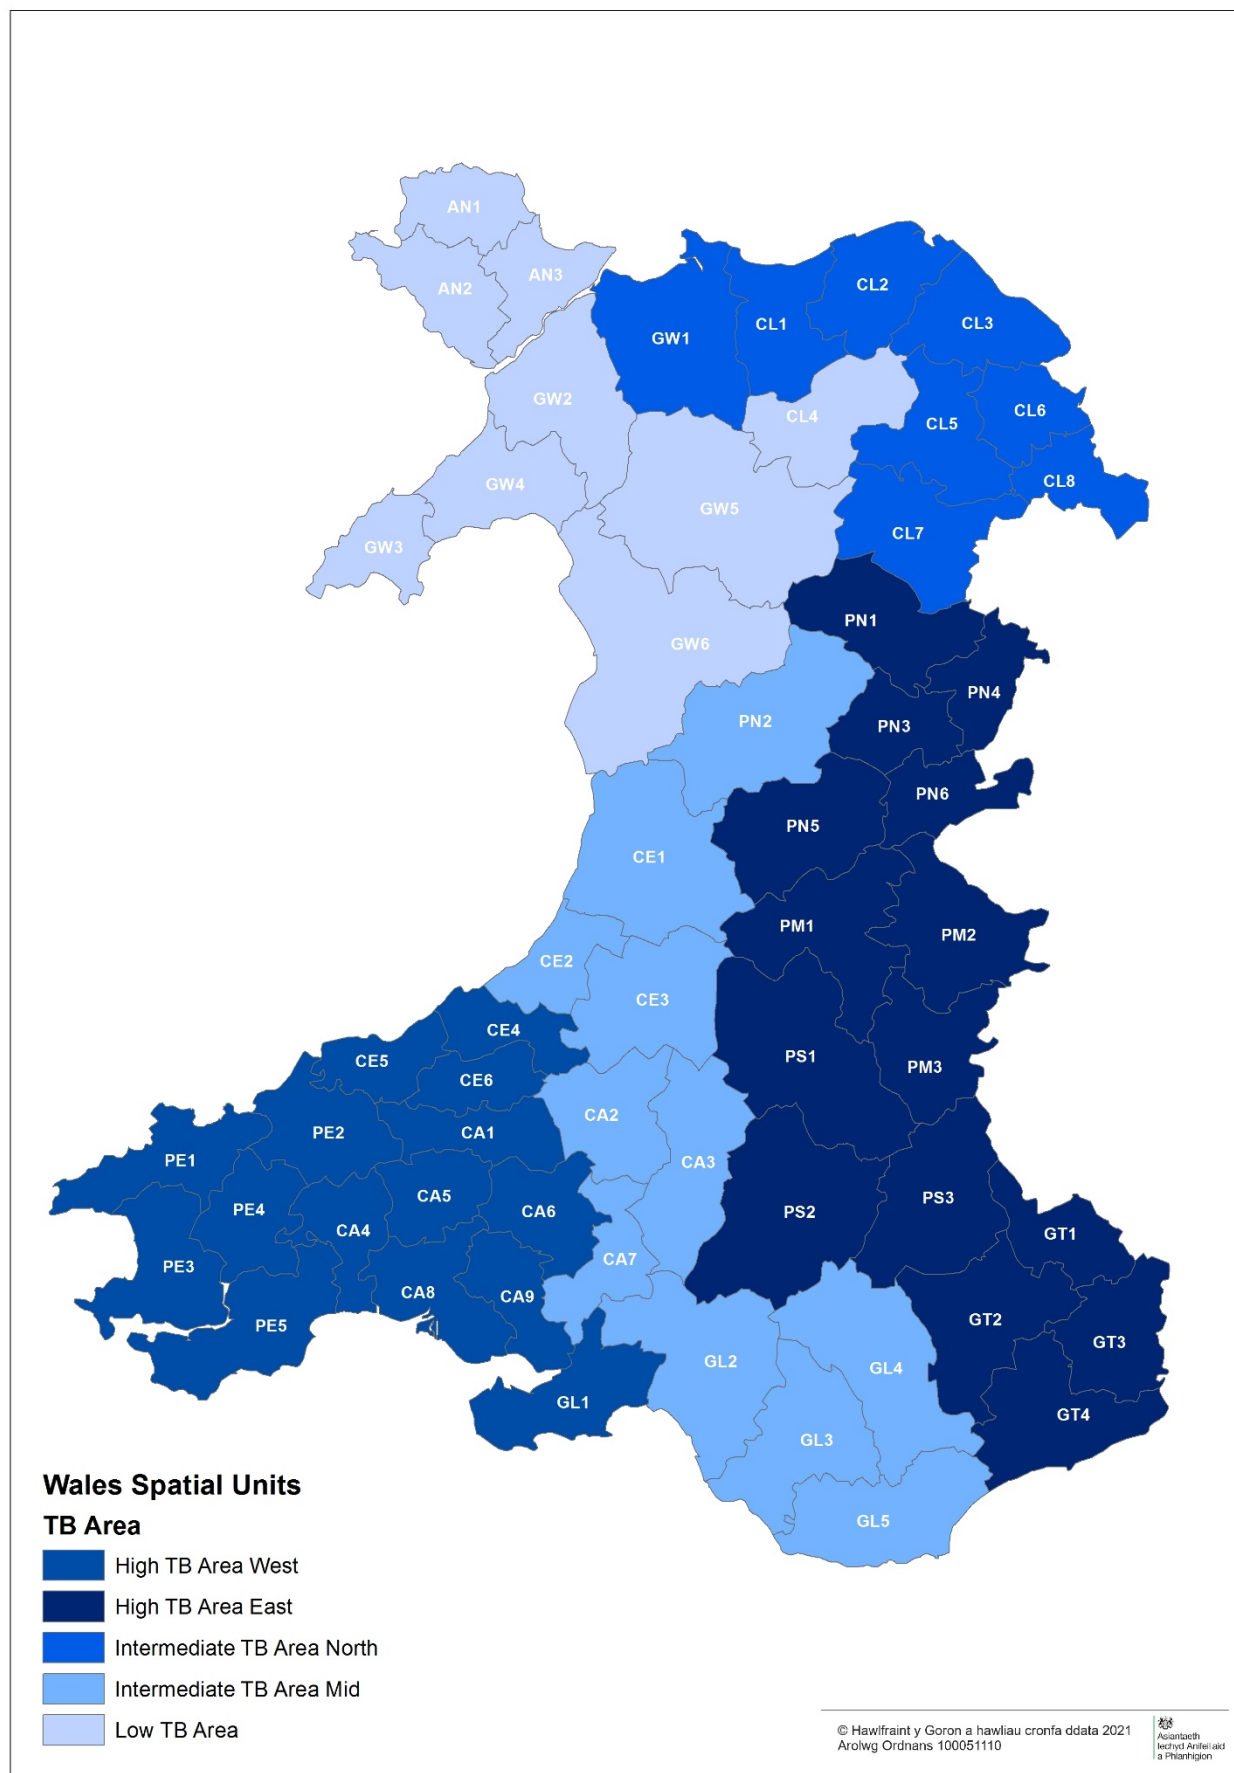 AN1
AN3
AN2
CL2
CL3
GW1
CL1
GW2
CL4
CL6
CL5
GW4
CL8
GW5
CL7
GW3
PN1
GW6
PN4
PN2
PN3
PN6
PN5
CE1
PM1
PM2
CE2
CE3
CE4
PS1
CE5
PM3
CE6
CA2
PE2
CA1
PE1
CA3
CA5
PS3
PE4
CA6
PS2
CA4
GT1
CA7
PE3
CA8
CA9
GT2
PE5
GT3
GL2
GL4
GL1
GT4
GL3
GL5
Wales Spatial Units
TB Area
High TB Area West
High TB Area East
Intermediate TB Area North
Intermediate TB Area Mid
Low TB Area
© Hawlfraint y Goron a hawliau cronfa ddata 2021
Arolwg Ordnans 100051110
Asiantaeth
Iechyd Anifeiliaid
a Phlanhigion